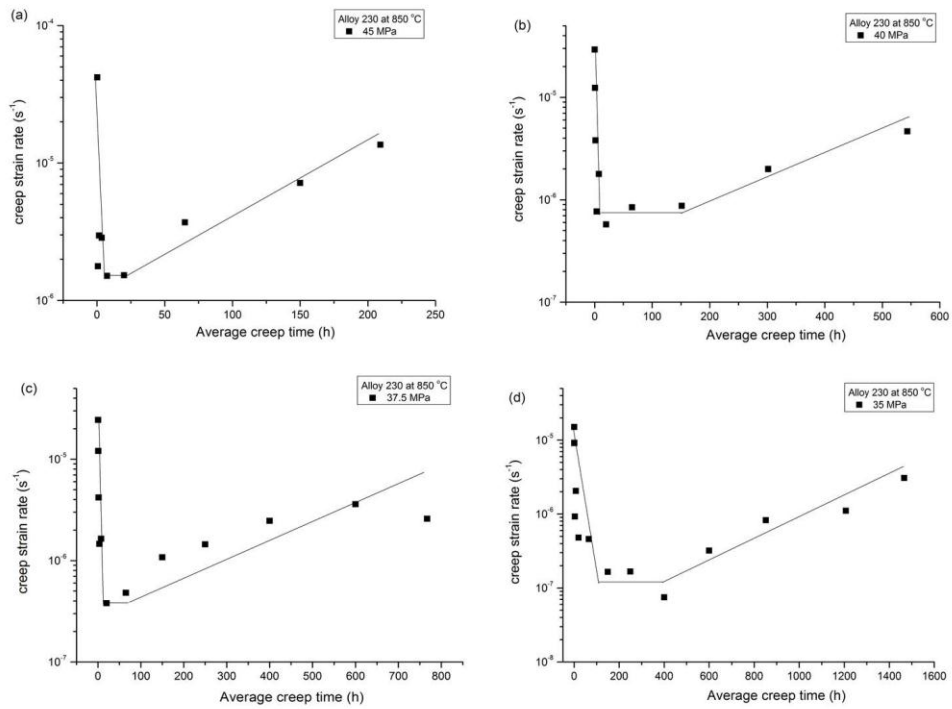 (a)
Alloy 230 at 850 °C
45 MPa
10⁻⁴
10⁻⁵
10⁻⁶
creep strain rate (s⁻¹)
0 50 100 150 200 250
Average creep time (h)
(b)
Alloy 230 at 850 °C
40 MPa
10⁻⁵
10⁻⁶
10⁻⁷
creep strain rate (s⁻¹)
0 100 200 300 400 500 600
Average creep time (h)
(c)
Alloy 230 at 850 °C
37.5 MPa
10⁻⁵
10⁻⁶
10⁻⁷
creep strain rate (s⁻¹)
0 100 200 300 400 500 600 700 800
Average creep time (h)
(d)
Alloy 230 at 850 °C
35 MPa
10⁻⁵
10⁻⁶
10⁻⁷
10⁻⁸
creep strain rate (s⁻¹)
0 200 400 600 800 1000 1200 1400 1600
Average creep time (h)